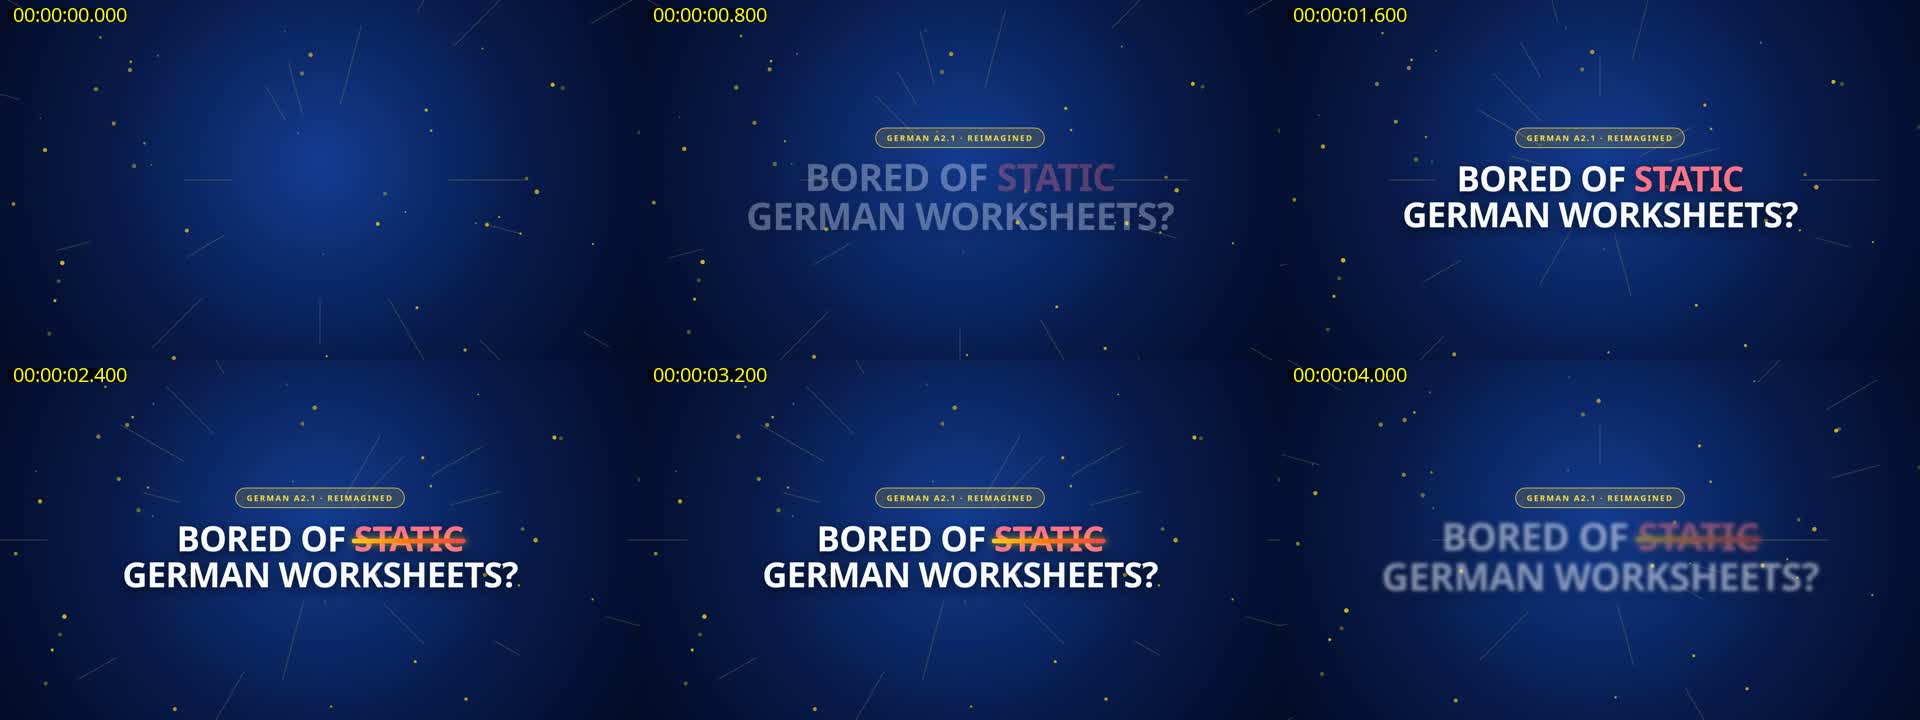 00:00:00.000
00:00:00.800
00:00:01.600
GERMAN A2.1 · REIMAGINED
BORED OF STATIC
GERMAN WORKSHEETS?
GERMAN A2.1 · REIMAGINED
BORED OF STATIC
GERMAN WORKSHEETS?
00:00:02.400
00:00:03.200
00:00:04.000
GERMAN A2.1 · REIMAGINED
BORED OF STATIC
GERMAN WORKSHEETS?
GERMAN A2.1 · REIMAGINED
BORED OF STATIC
GERMAN WORKSHEETS?
GERMAN A2.1 · REIMAGINED
BORED OF STATIC
GERMAN WORKSHEETS?